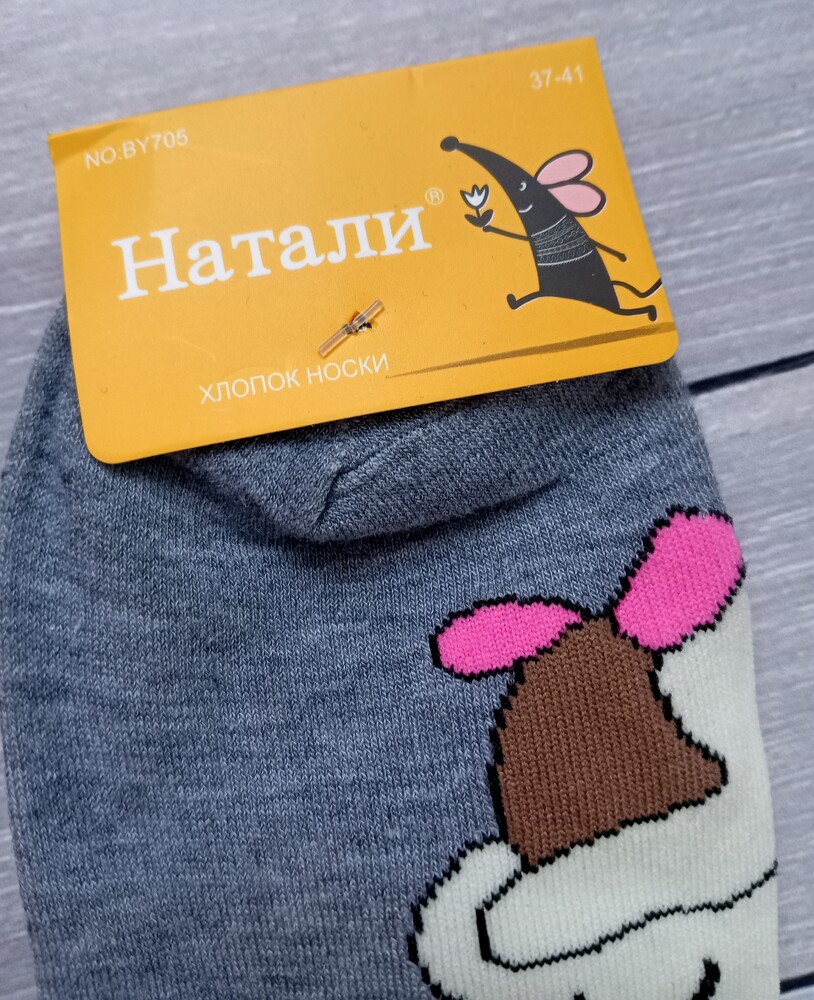 NO:BY705
37-41
Натали®
ХЛОПОК НОСКИ